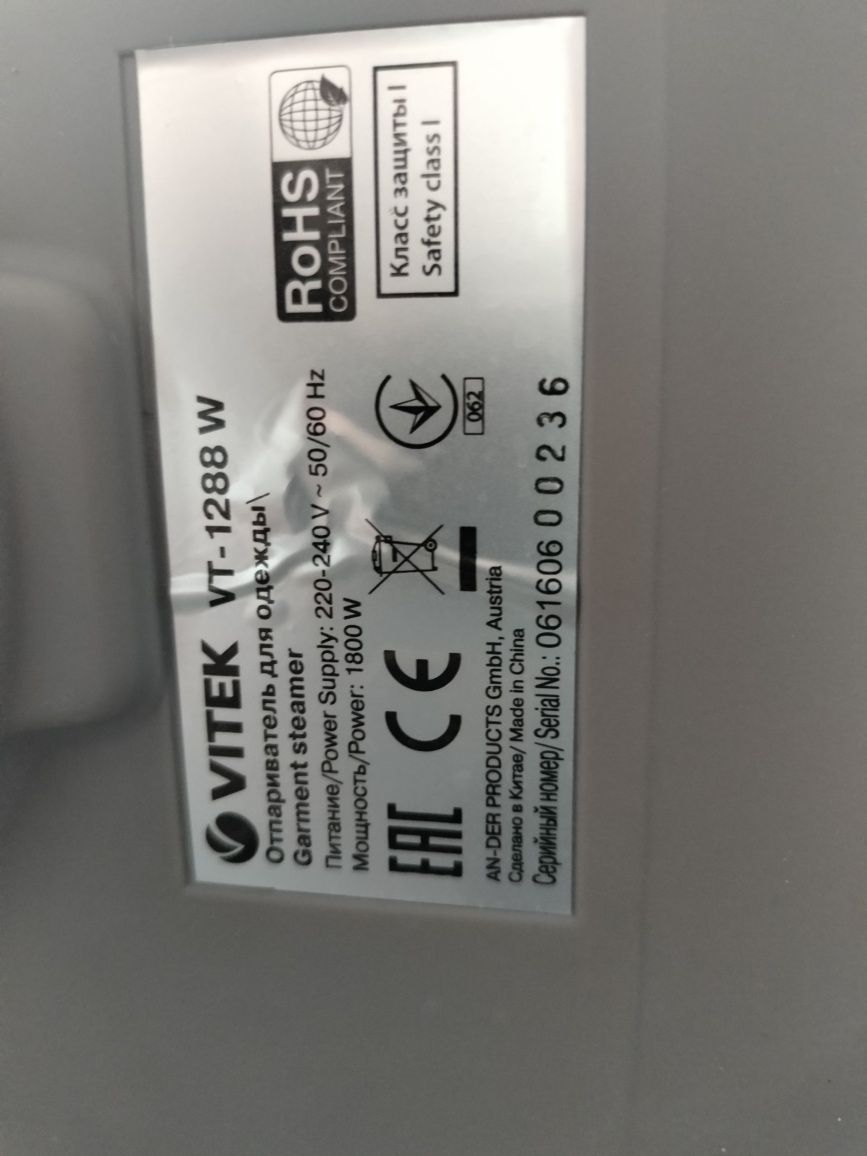 VITEK VT-1288 W
Отпариватель для одежды\
Garment steamer
Питание/Power Supply: 220-240 V ~ 50/60 Hz
Мощность/Power: 1800 W
RoHS
COMPLIANT
EAC CE
062
Класс защиты I
Safety class I
AN-DER PRODUCTS GmbH, Austria
Сделано в Китае/ Made in China
Серийный номер/ Serial No.: 061606 0 0 2 3 6